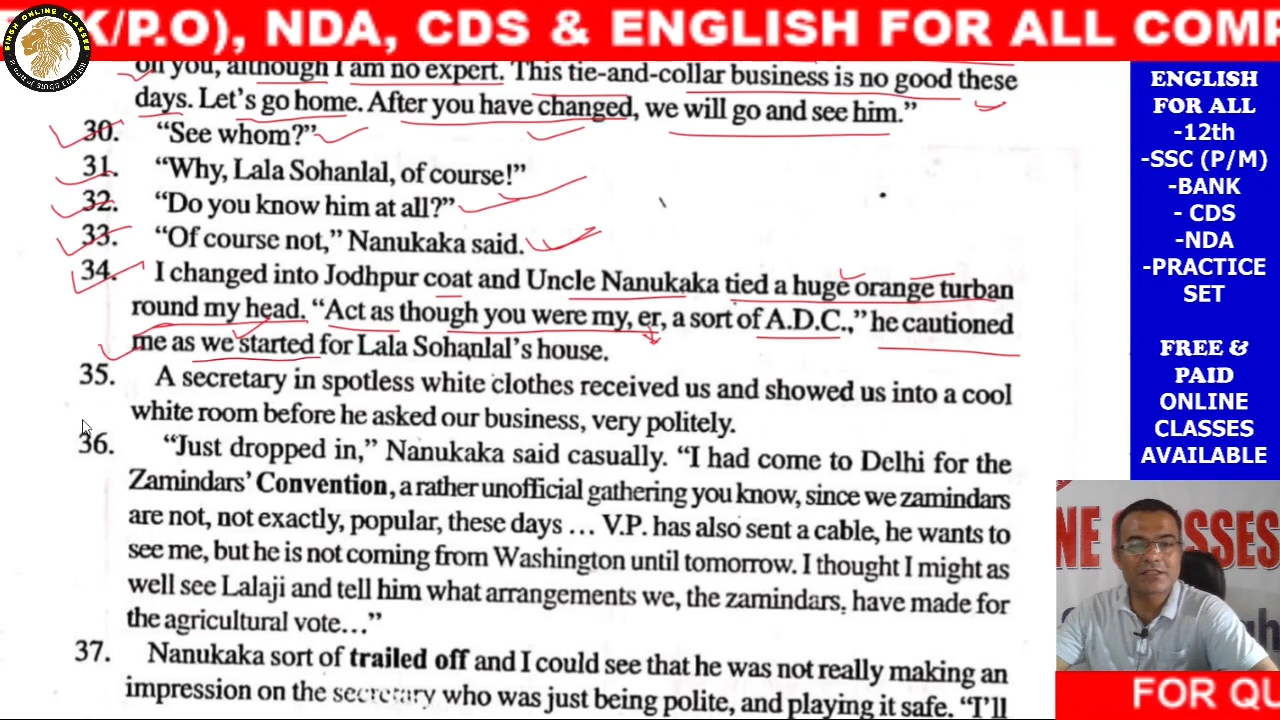 K/P.O), NDA, CDS & ENGLISH FOR ALL COMP
SINGH ONLINE CLASSES
on you, although I am no expert. This tie-and-collar business is no good these
days. Let's go home. After you have changed, we will go and see him."
30. "See whom?"
31. "Why, Lala Sohanlal, of course!"
32. "Do you know him at all?"
33. "Of course not," Nanukaka said.
34. I changed into Jodhpur coat and Uncle Nanukaka tied a huge orange turban
round my head. "Act as though you were my, er, a sort of A.D.C.," he cautioned
me as we started for Lala Sohanlal's house.
35. A secretary in spotless white clothes received us and showed us into a cool
white room before he asked our business, very politely.
36. "Just dropped in," Nanukaka said casually. "I had come to Delhi for the
Zamindars' Convention, a rather unofficial gathering you know, since we zamindars
are not, not exactly, popular, these days ... V.P. has also sent a cable, he wants to
see me, but he is not coming from Washington until tomorrow. I thought I might as
well see Lalaji and tell him what arrangements we, the zamindars, have made for
the agricultural vote..."
37. Nanukaka sort of trailed off and I could see that he was not really making an
impression on the secretary who was just being polite, and playing it safe. "I'll
ENGLISH
FOR ALL
-12th
-SSC (P/M)
-BANK
- CDS
-NDA
-PRACTICE
SET
FREE &
PAID
ONLINE
CLASSES
AVAILABLE
NE CLASSES
FOR QU